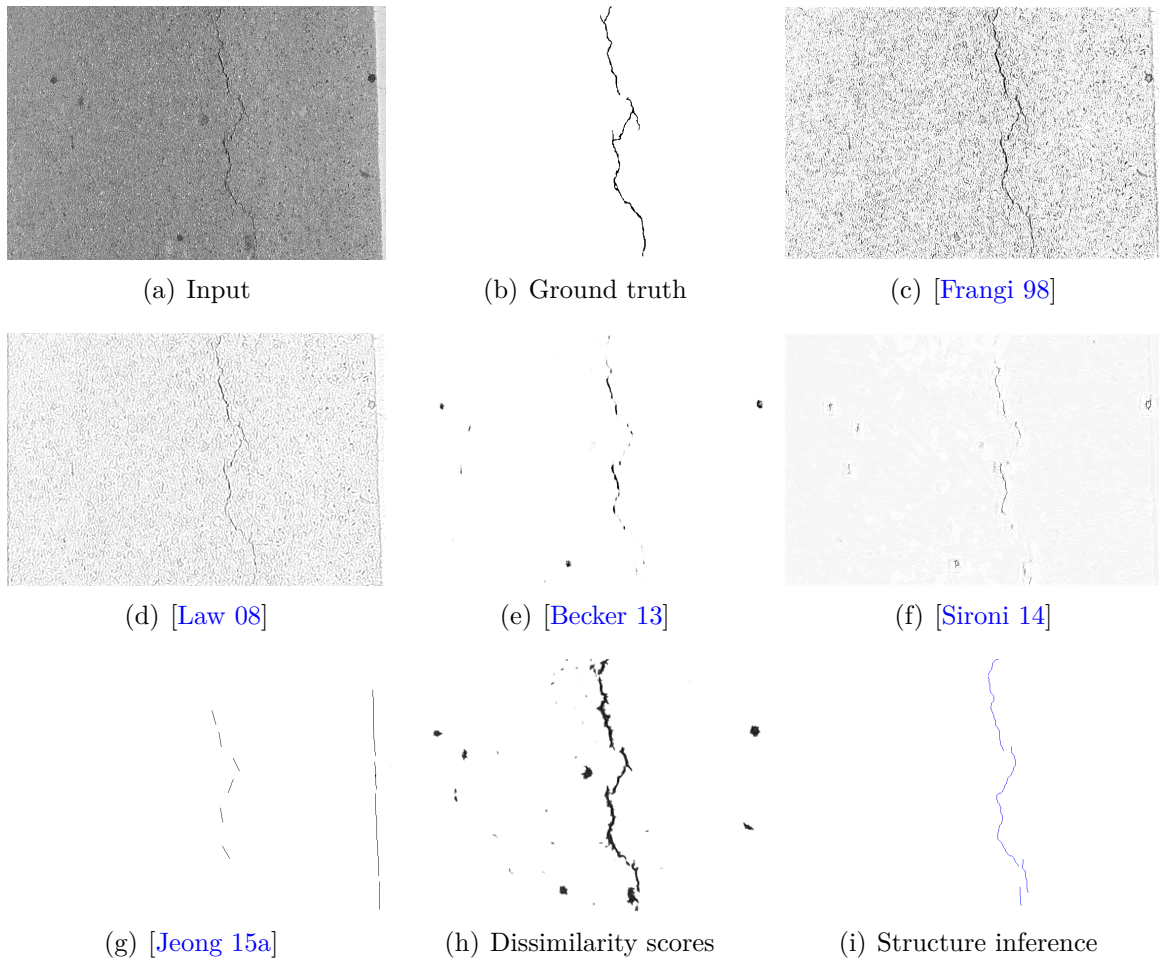 (a) Input
(b) Ground truth
(c) [Frangi 98]
(d) [Law 08]
(e) [Becker 13]
(f) [Sironi 14]
(g) [Jeong 15a]
(h) Dissimilarity scores
(i) Structure inference